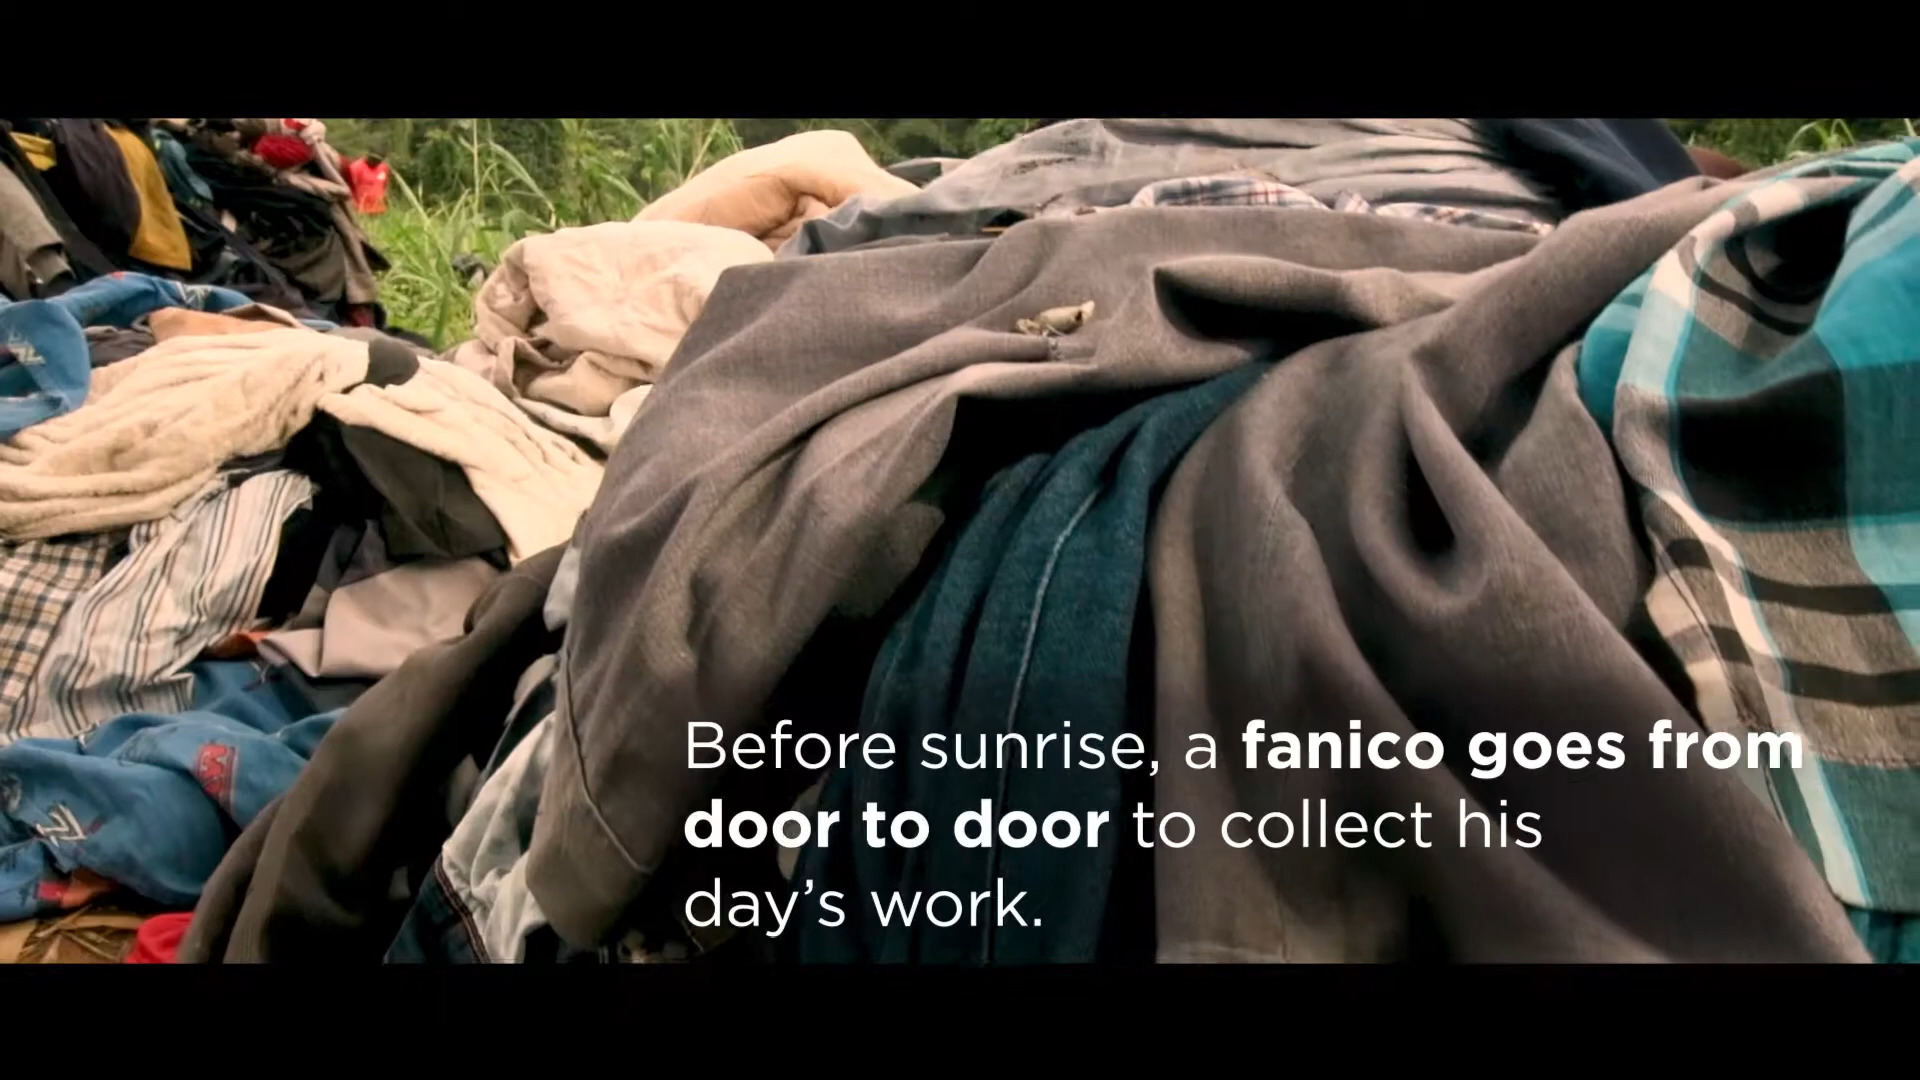 Before sunrise, a fanico goes from
door to door to collect his
day’s work.